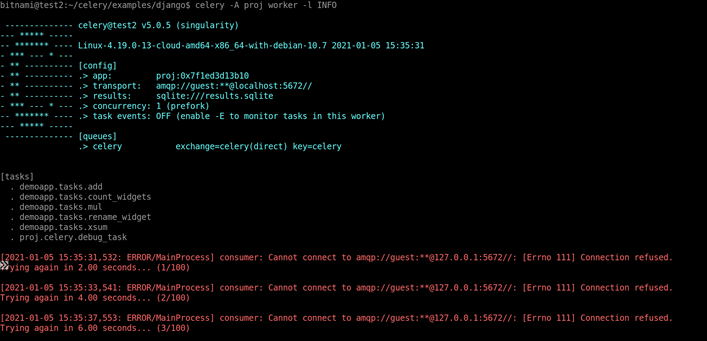 bitnami@test2:~/celery/examples/django$ celery -A proj worker -l INFO
 -------------- celery@test2 v5.0.5 (singularity)
--- ***** -----
-- ******* ---- Linux-4.19.0-13-cloud-amd64-x86_64-with-debian-10.7 2021-01-05 15:35:31
- *** --- * ---
- ** ---------- [config]
- ** ---------- .> app:         proj:0x7f1ed3d13b10
- ** ---------- .> transport:   amqp://guest:**@localhost:5672//
- ** ---------- .> results:     sqlite:///results.sqlite
- *** --- * --- .> concurrency: 1 (prefork)
-- ******* ---- .> task events: OFF (enable -E to monitor tasks in this worker)
--- ***** -----
 -------------- [queues]
                .> celery           exchange=celery(direct) key=celery
[tasks]
  . demoapp.tasks.add
  . demoapp.tasks.count_widgets
  . demoapp.tasks.mul
  . demoapp.tasks.rename_widget
  . demoapp.tasks.xsum
  . proj.celery.debug_task
[2021-01-05 15:35:31,532: ERROR/MainProcess] consumer: Cannot connect to amqp://guest:**@127.0.0.1:5672//: [Errno 111] Connection refused.
Trying again in 2.00 seconds... (1/100)
[2021-01-05 15:35:33,541: ERROR/MainProcess] consumer: Cannot connect to amqp://guest:**@127.0.0.1:5672//: [Errno 111] Connection refused.
Trying again in 4.00 seconds... (2/100)
[2021-01-05 15:35:37,553: ERROR/MainProcess] consumer: Cannot connect to amqp://guest:**@127.0.0.1:5672//: [Errno 111] Connection refused.
Trying again in 6.00 seconds... (3/100)